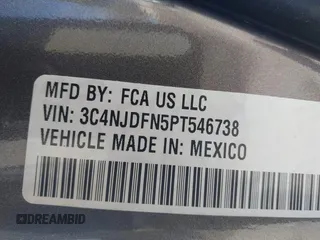 MFD BY: FCA US LLC
VIN: 3C4NJDFN5PT546738
VEHICLE MADE IN: MEXICO
DREAMBID